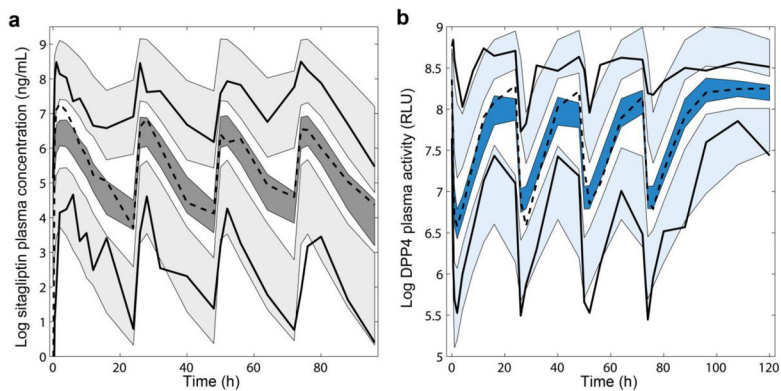 a
Log sitagliptin plasma concentration (ng/mL)
9
8
7
6
5
4
3
2
1
0
0 20 40 60 80
Time (h)
b
Log DPP4 plasma activity (RLU)
9
8.5
8
7.5
7
6.5
6
5.5
5
0 20 40 60 80 100 120
Time (h)